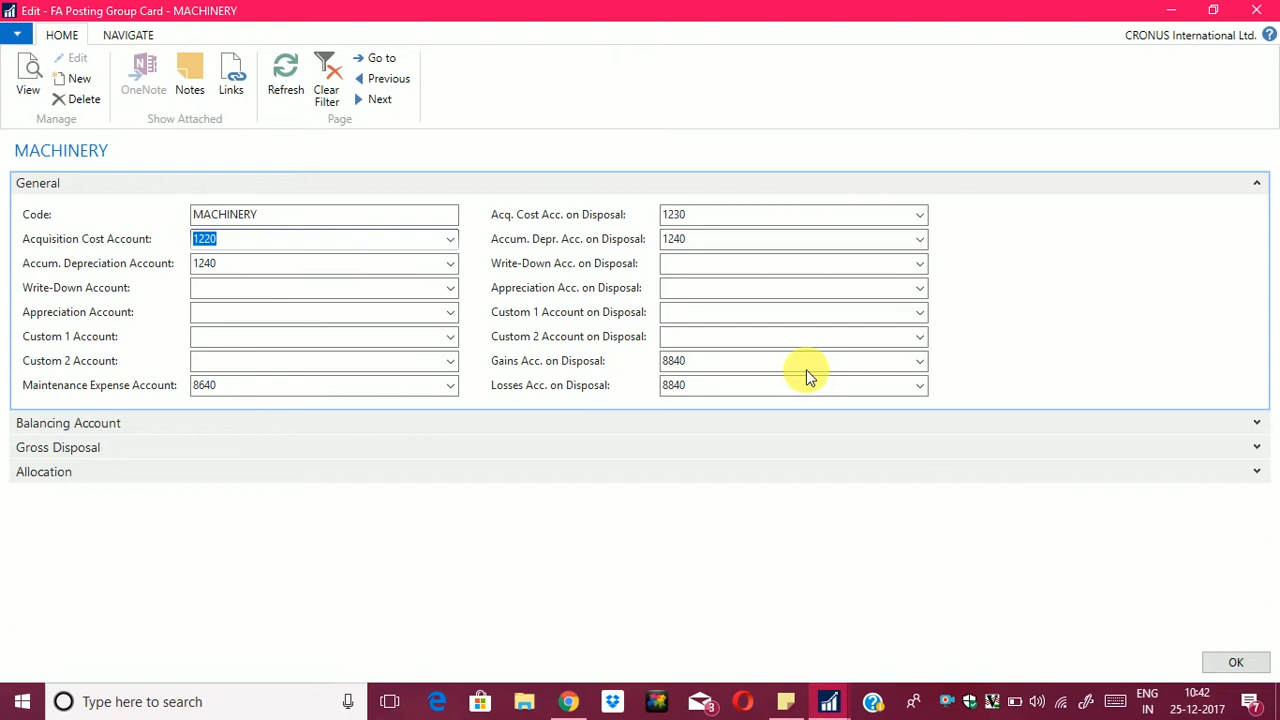 Edit - FA Posting Group Card - MACHINERY
HOME NAVIGATE CRONUS International Ltd.
View
Edit
New
Delete
Manage
OneNote Notes Links
Show Attached
Refresh
Clear
Filter
Go to
Previous
Next
Page
MACHINERY
General
Code: MACHINERY
Acquisition Cost Account: 1220
Accum. Depreciation Account: 1240
Write-Down Account:
Appreciation Account:
Custom 1 Account:
Custom 2 Account:
Maintenance Expense Account: 8640
Acq. Cost Acc. on Disposal: 1230
Accum. Depr. Acc. on Disposal: 1240
Write-Down Acc. on Disposal:
Appreciation Acc. on Disposal:
Custom 1 Account on Disposal:
Custom 2 Account on Disposal:
Gains Acc. on Disposal: 8840
Losses Acc. on Disposal: 8840
Balancing Account
Gross Disposal
Allocation
OK
Type here to search
3
ENG
IN
10:42
25-12-2017
7